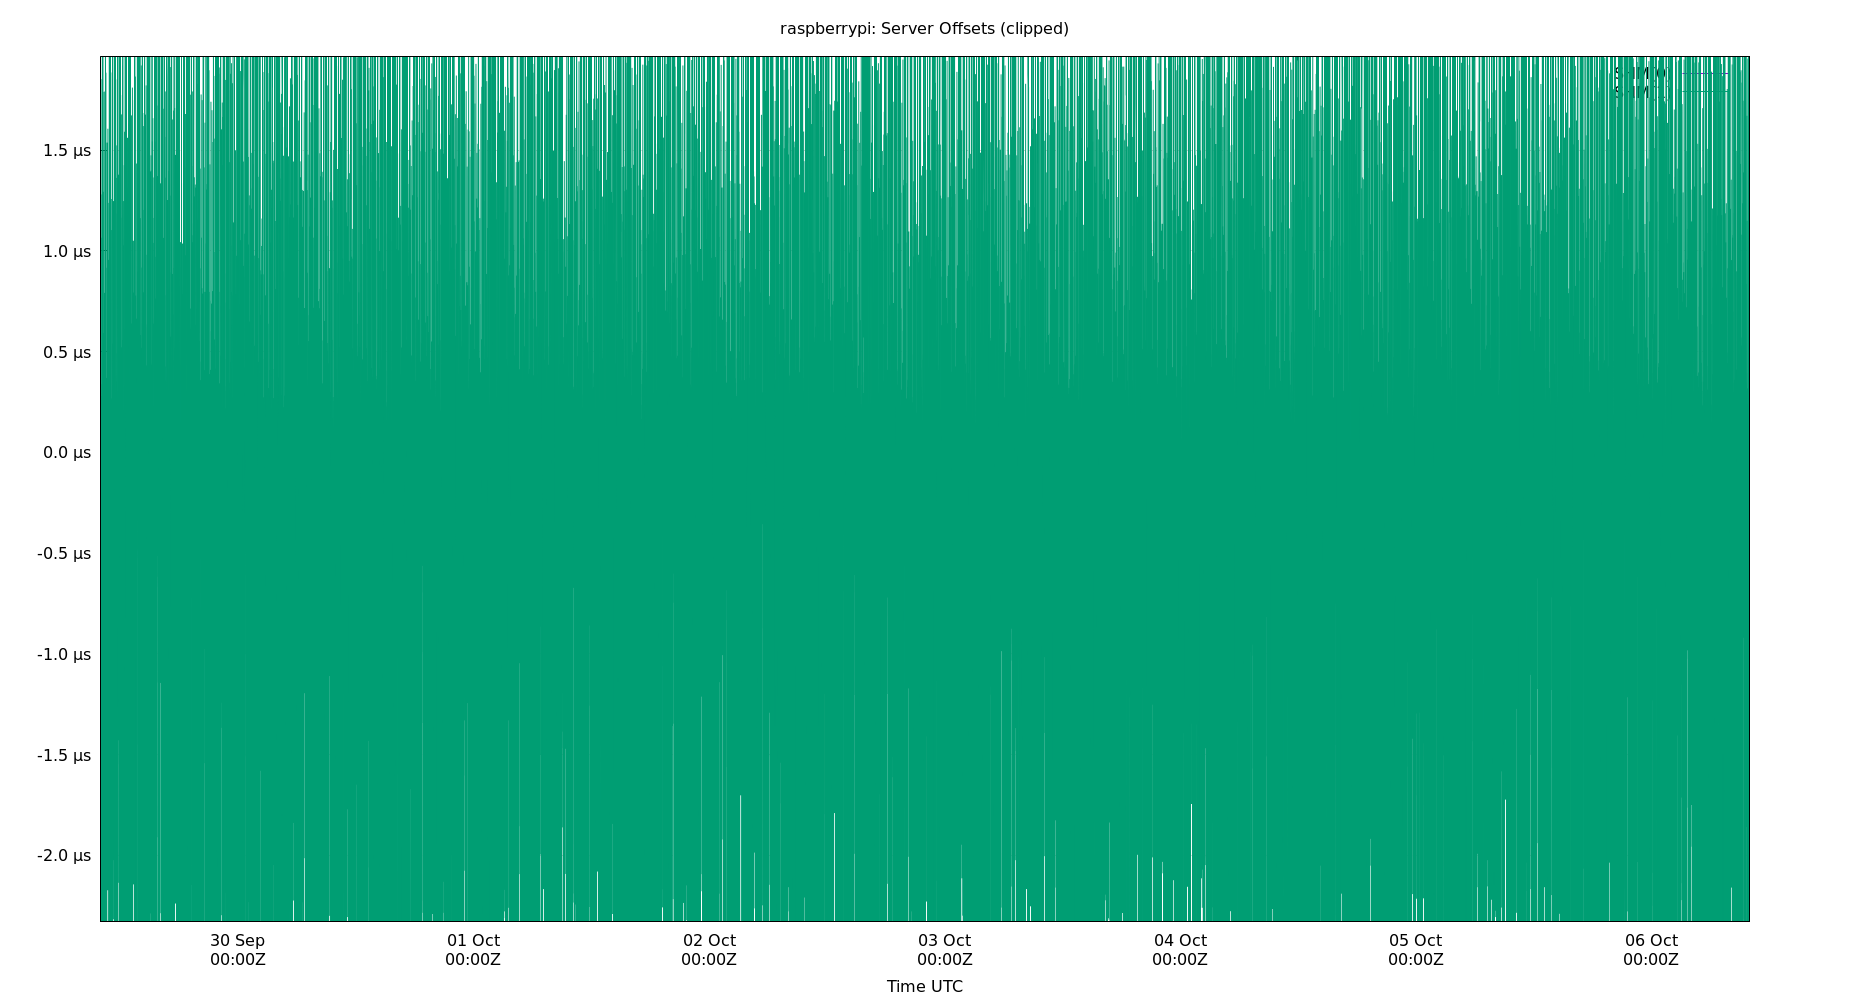 raspberrypi: Server Offsets (clipped)
1.5 µs
1.0 µs
0.5 µs
0.0 µs
-0.5 µs
-1.0 µs
-1.5 µs
-2.0 µs
30 Sep 01 Oct 02 Oct 03 Oct 04 Oct 05 Oct 06 Oct
00:00Z 00:00Z 00:00Z 00:00Z 00:00Z 00:00Z 00:00Z
Time UTC